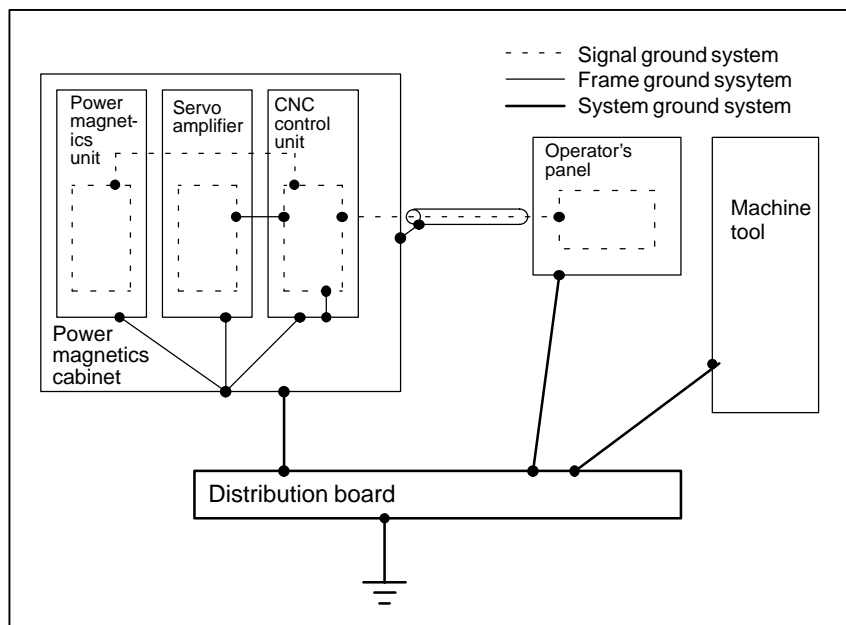 Signal ground system
Frame ground sysytem
System ground system
Power
magnet-
ics
unit
Servo
amplifier
CNC
control
unit
Operator's
panel
Machine
tool
Power
magnetics
cabinet
Distribution board